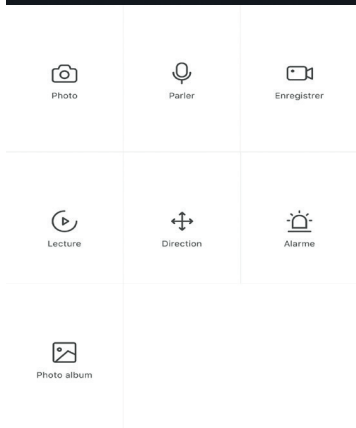 Photo
Parler
Enregistrer
Lecture
Direction
Alarme
Photo album